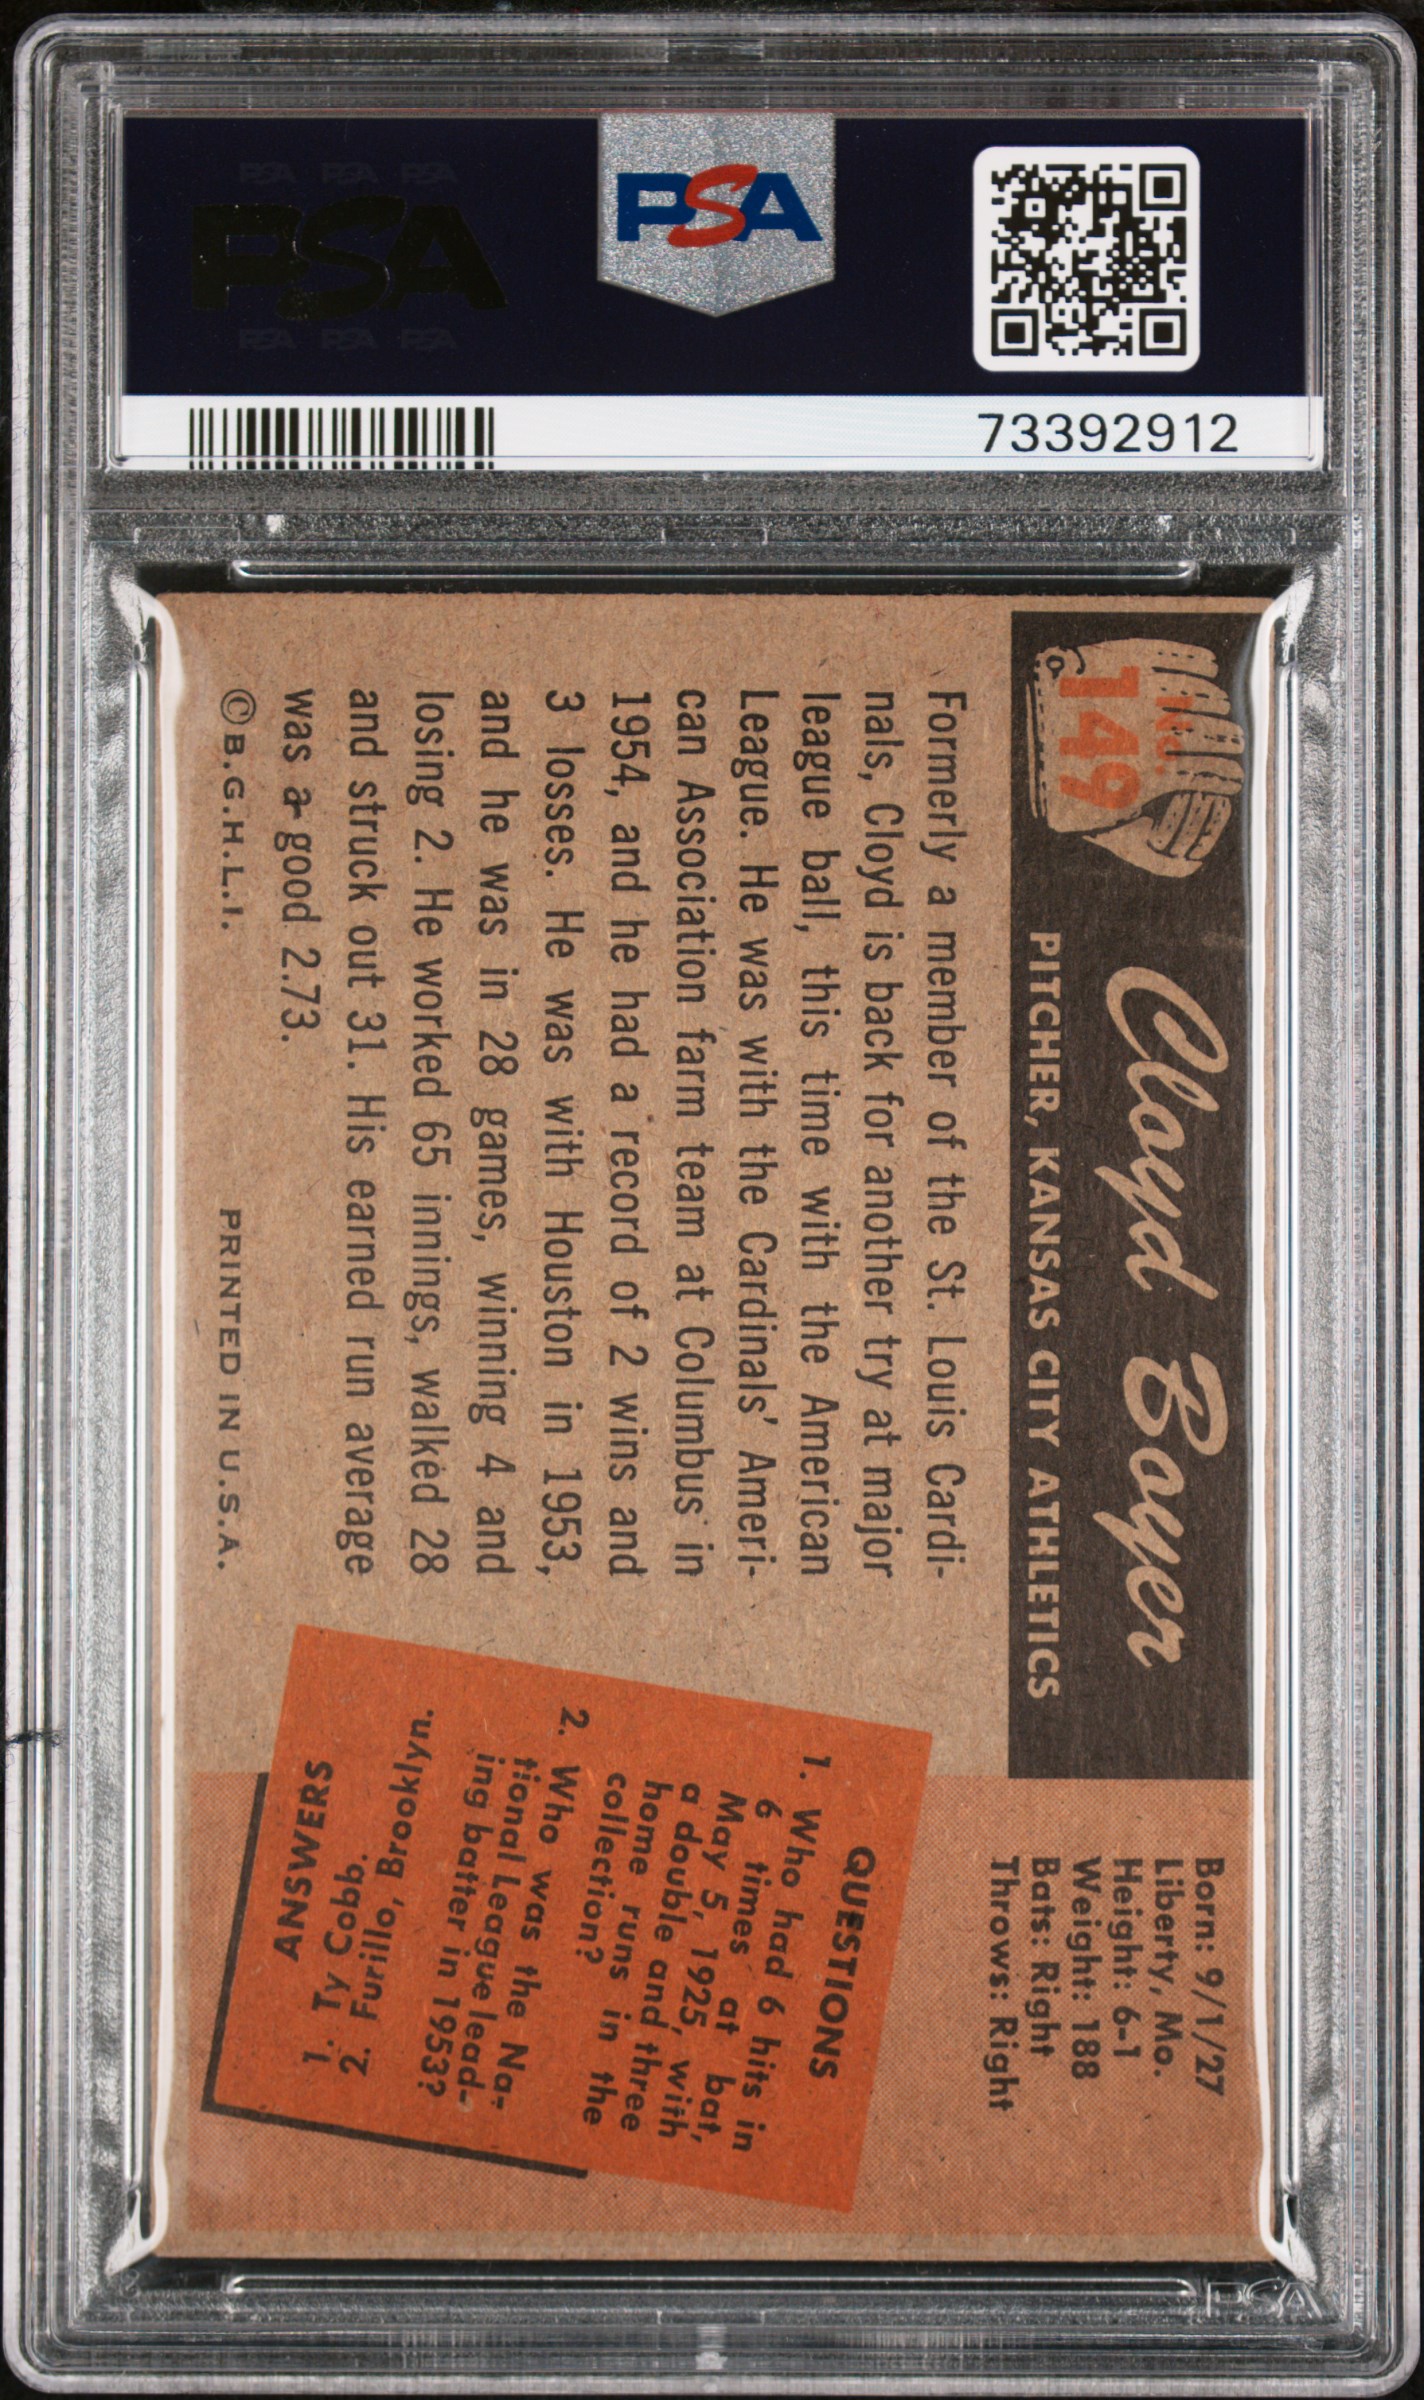 PSA PSA PSA
PSA
PSA PSA PSA
PSA
73392912
No.
149
Cloyd Boyer
PITCHER, KANSAS CITY ATHLETICS
Born: 9/1/27
Liberty, Mo.
Height: 6-1
Weight: 188
Bats: Right
Throws: Right
Formerly a member of the St. Louis Cardi-
nals, Cloyd is back for another try at major
league ball, this time with the American
League. He was with the Cardinals' Ameri-
can Association farm team at Columbus in
1954, and he had a record of 2 wins and
3 losses. He was with Houston in 1953,
and he was in 28 games, winning 4 and
losing 2. He worked 65 innings, walked 28
and struck out 31. His earned run average
was a good 2.73.
©B.G.H.L.I.
PRINTED IN U.S.A.
QUESTIONS
1. Who had 6 hits in
6 times at bat,
May 5, 1925, with
a double and three
home runs in the
collection?
2. Who was the Na-
tional League lead-
ing batter in 1953?
ANSWERS
1. Ty Cobb.
2. Furillo, Brooklyn.
PSA